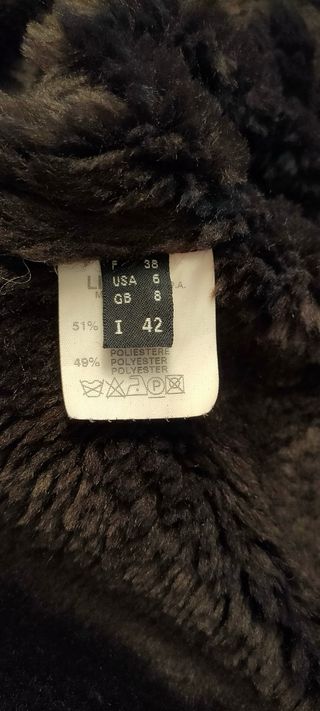 F 38
USA 6
GB 8
I 42
51%
POLIESTERE
49% POLYESTER
POLYESTER